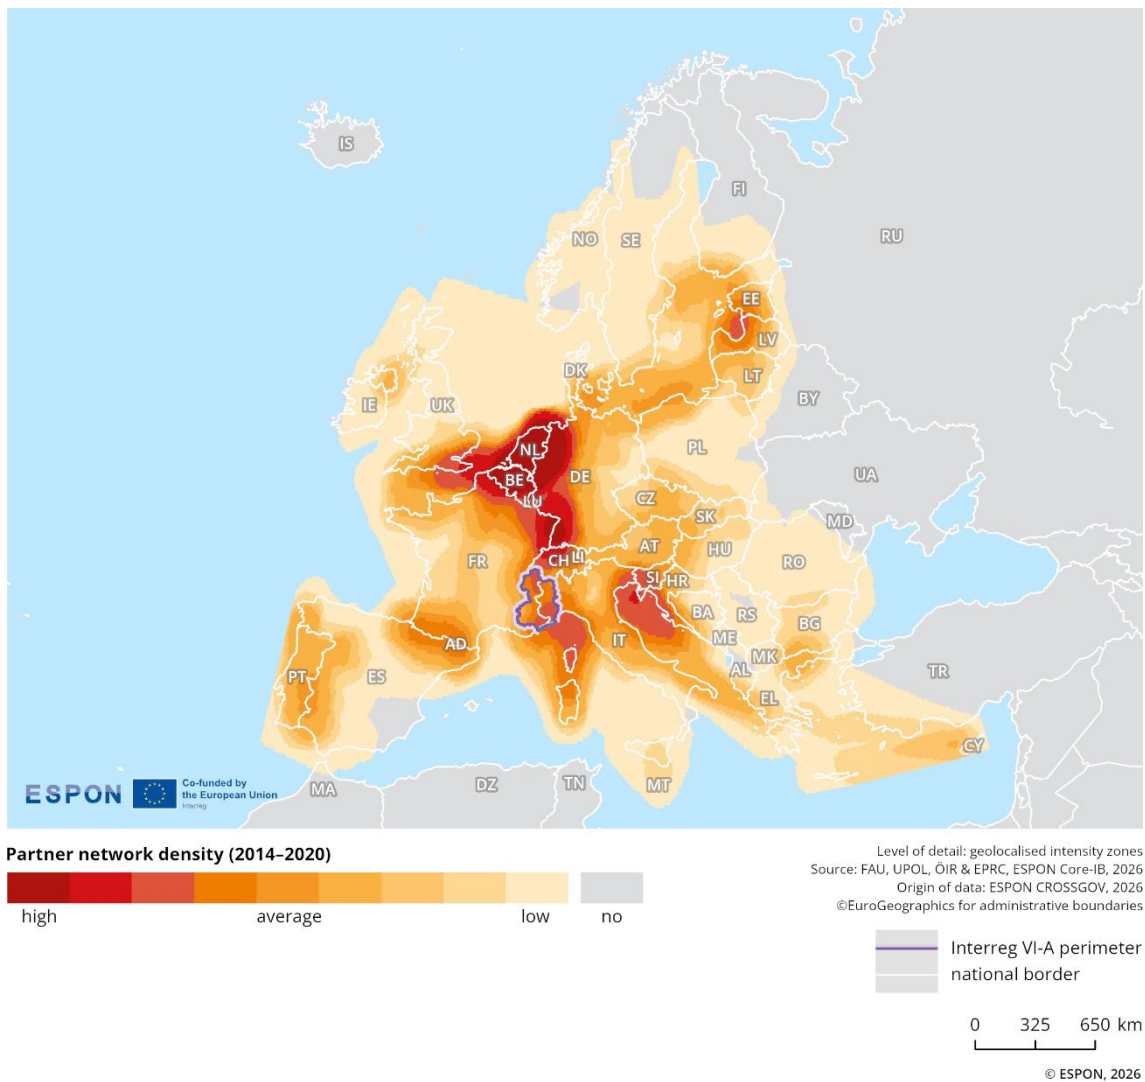 IS
FI
NO
SE
RU
EE
LV
DK
LT
BY
IE
UK
NL
PL
BE
DE
UA
LU
CZ
SK
MD
FR
CH
LI
AT
HU
RO
SI
HR
BA
RS
BG
IT
ME
AD
MK
AL
PT
ES
TR
EL
CY
MA
DZ
TN
MT
ESPON
Co-funded by
the European Union
Interreg
Partner network density (2014–2020)
high
average
low
no
Level of detail: geolocalised intensity zones
Source: FAU, UPOL, ÖIR & EPRC, ESPON Core-IB, 2026
Origin of data: ESPON CROSSGOV, 2026
©EuroGeographics for administrative boundaries
Interreg VI-A perimeter
national border
0 325 650 km
© ESPON, 2026